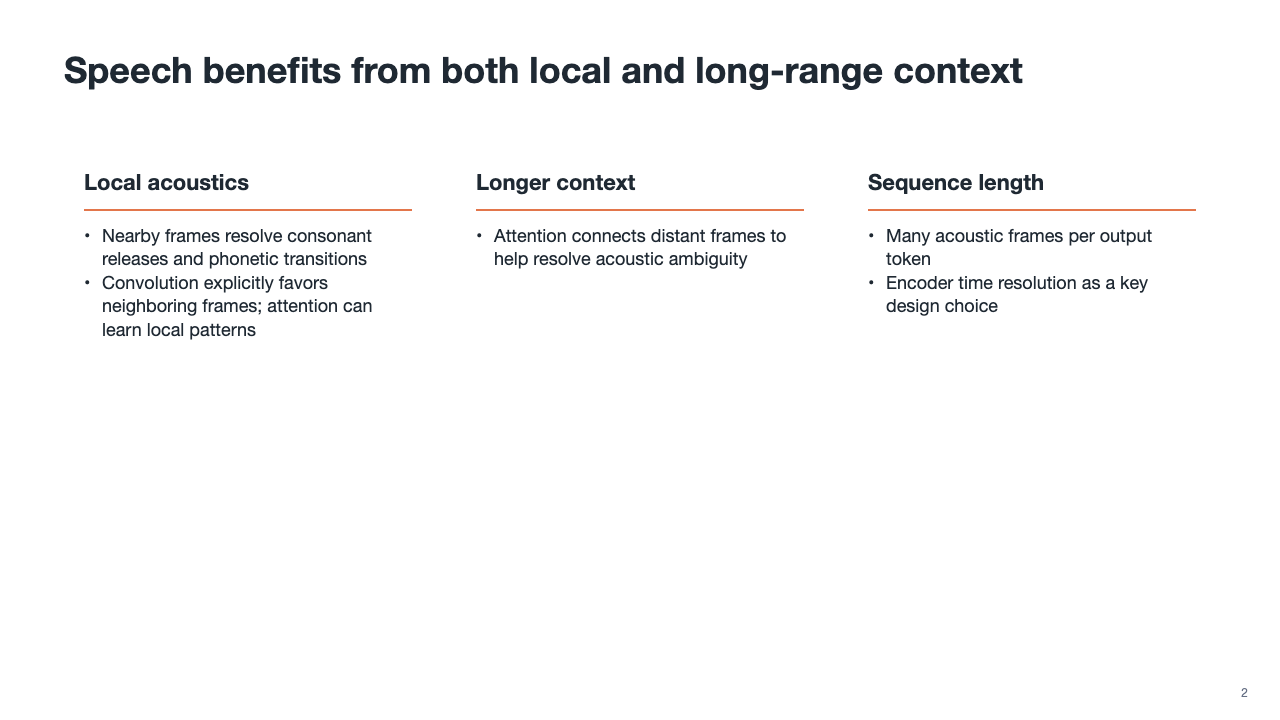 Speech benefits from both local and long-range context
Local acoustics
• Nearby frames resolve consonant
releases and phonetic transitions
• Convolution explicitly favors
neighboring frames; attention can
learn local patterns
Longer context
• Attention connects distant frames to
help resolve acoustic ambiguity
Sequence length
• Many acoustic frames per output
token
• Encoder time resolution as a key
design choice
2